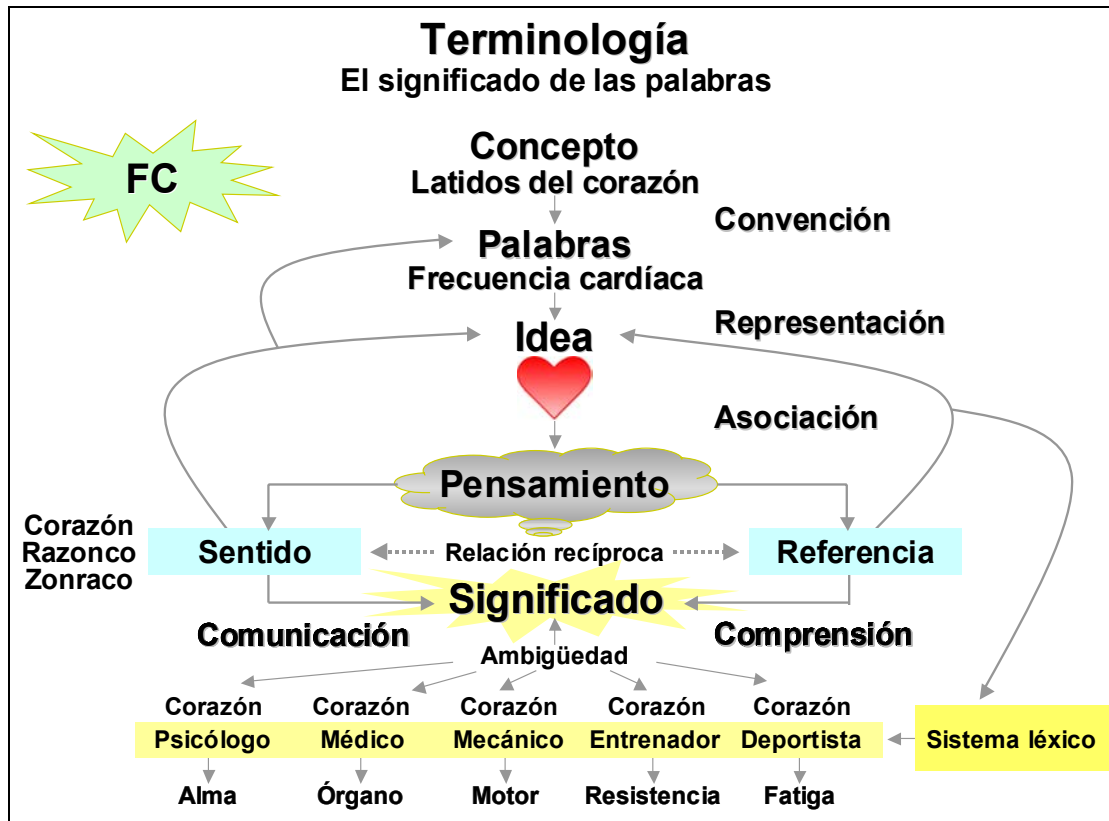 Terminología
El significado de las palabras
FC
Concepto
Latidos del corazón
Convención
Palabras
Frecuencia cardíaca
Representación
Idea
Asociación
Pensamiento
Corazón
Razonco
Zonraco
Sentido
Relación recíproca
Referencia
Significado
Comunicación
Comprensión
Ambigüedad
Corazón Corazón Corazón Corazón Corazón
Psicólogo Médico Mecánico Entrenador Deportista
Sistema léxico
Alma Órgano Motor Resistencia Fatiga